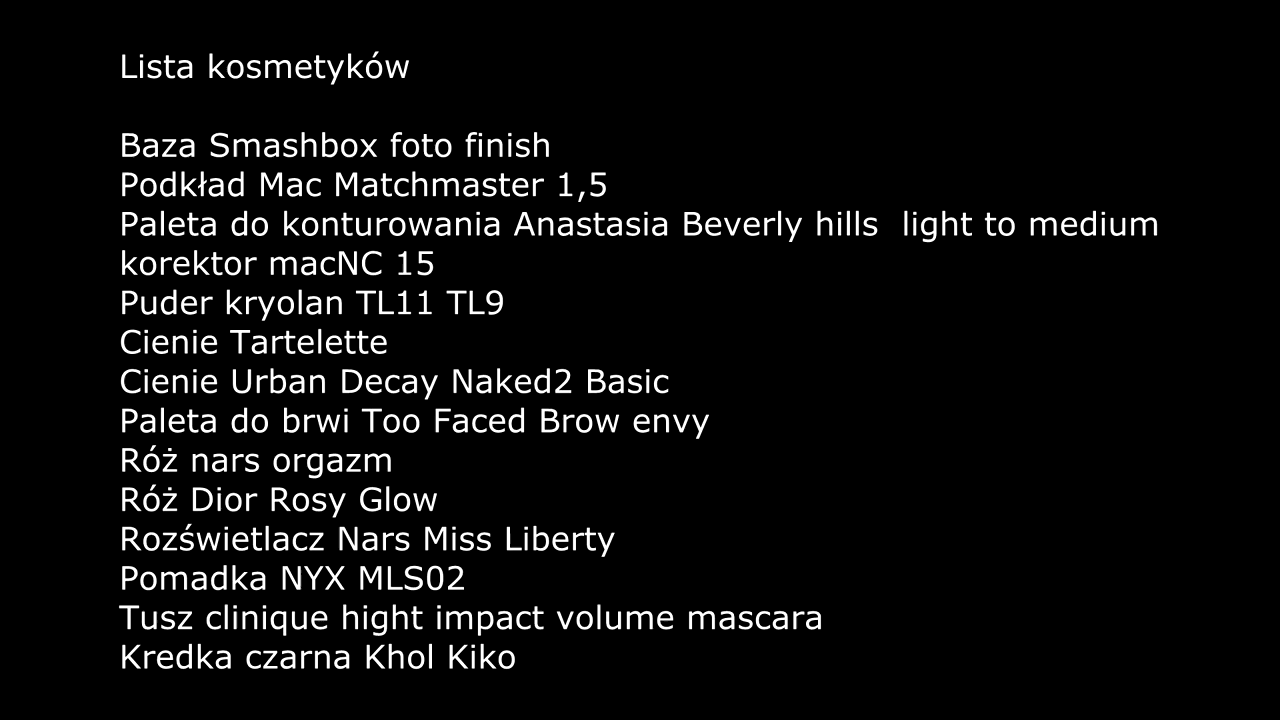 Lista kosmetyków
Baza Smashbox foto finish
Podkład Mac Matchmaster 1,5
Paleta do konturowania Anastasia Beverly hills  light to medium
korektor macNC 15
Puder kryolan TL11 TL9
Cienie Tartelette
Cienie Urban Decay Naked2 Basic
Paleta do brwi Too Faced Brow envy
Róż nars orgazm
Róż Dior Rosy Glow
Rozświetlacz Nars Miss Liberty
Pomadka NYX MLS02
Tusz clinique hight impact volume mascara
Kredka czarna Khol Kiko